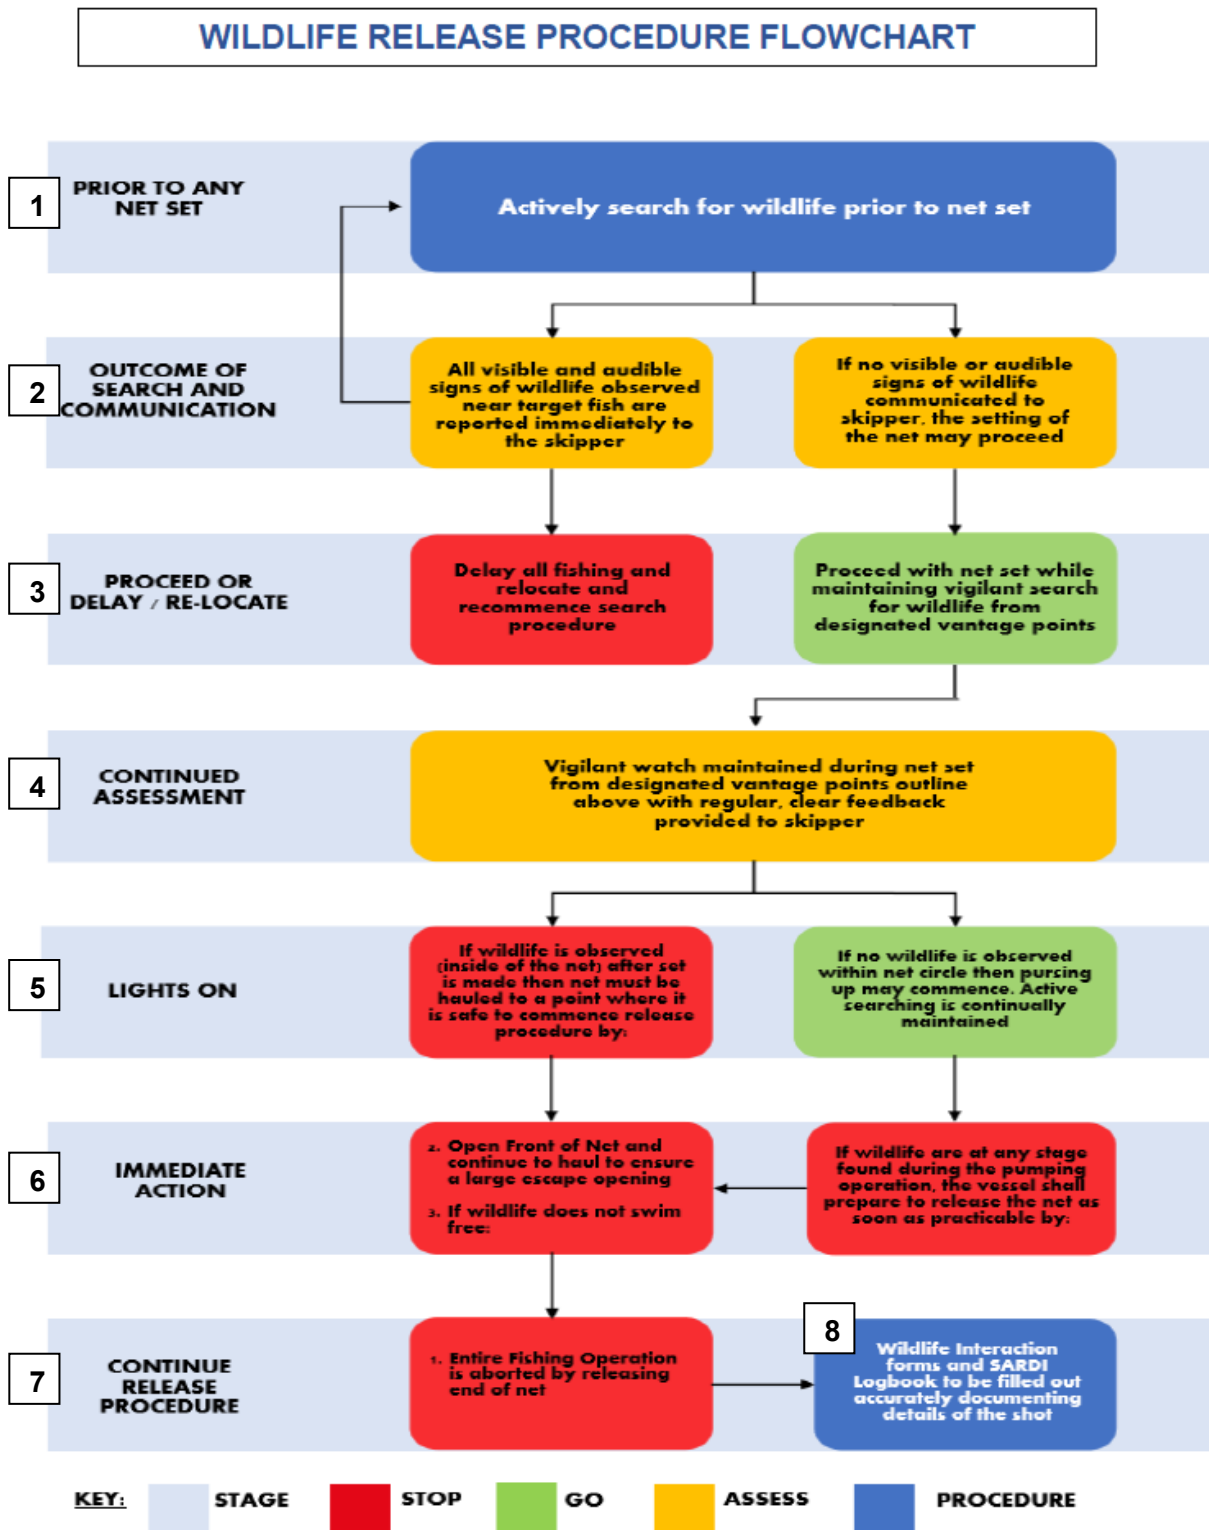 WILDLIFE RELEASE PROCEDURE FLOWCHART
1
PRIOR TO ANY
NET SET
Actively search for wildlife prior to net set
2
OUTCOME OF
SEARCH AND
COMMUNICATION
All visible and audible
signs of wildlife observed
near target fish are
reported immediately to
the skipper
If no visible or audible
signs of wildlife
communicated to
skipper, the setting of
the net may proceed
3
PROCEED OR
DELAY / RE-LOCATE
Delay all fishing and
relocate and
recommence search
procedure
Proceed with net set while
maintaining vigilant search
for wildlife from
designated vantage points
4
CONTINUED
ASSESSMENT
Vigilant watch maintained during net set
from designated vantage points outline
above with regular, clear feedback
provided to skipper
5
LIGHTS ON
If wildlife is observed
(inside of the net) after set
is made then net must be
hauled to a point where it
is safe to commence release
procedure by:
If no wildlife is observed
within net circle then pursing
up may commence. Active
searching is continually
maintained
6
IMMEDIATE
ACTION
2. Open Front of Net and
continue to haul to ensure
a large escape opening
3. If wildlife does not swim
free:
If wildlife are at any stage
found during the pumping
operation, the vessel shall
prepare to release the net as
soon as practicable by:
7
CONTINUE
RELEASE
PROCEDURE
1. Entire Fishing Operation
is aborted by releasing
end of net
8
Wildlife Interaction
forms and SARDI
Logbook to be filled out
accurately documenting
details of the shot
KEY:
STAGE
STOP
GO
ASSESS
PROCEDURE